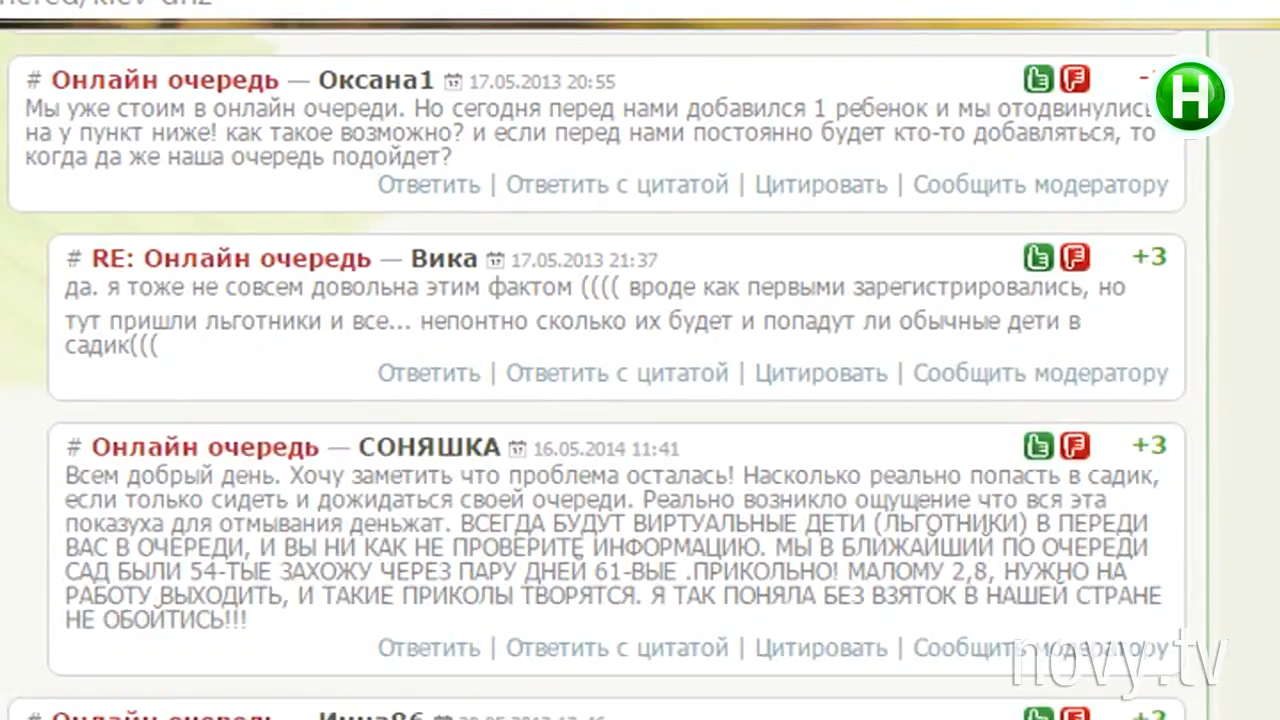 # Онлайн очередь — Оксана1 17.05.2013 20:55
Мы уже стоим в онлайн очереди. Но сегодня перед нами добавился 1 ребенок и мы отодвинулись
на у пункт ниже! как такое возможно? и если перед нами постоянно будет кто-то добавляться, то
когда да же наша очередь подойдет?
Ответить | Ответить с цитатой | Цитировать | Сообщить модератору
# RE: Онлайн очередь — Вика 17.05.2013 21:37 +3
да. я тоже не совсем довольна этим фактом (((( вроде как первыми зарегистрировались, но
тут пришли льготники и все... непонтно сколько их будет и попадут ли обычные дети в
садик(((
Ответить | Ответить с цитатой | Цитировать | Сообщить модератору
# Онлайн очередь — СОНЯШКА 16.05.2014 11:41 +3
Всем добрый день. Хочу заметить что проблема осталась! Насколько реально попасть в садик,
если только сидеть и дожидаться своей очереди. Реально возникло ощущение что вся эта
показуха для отмывания деньжат. ВСЕГДА БУДУТ ВИРТУАЛЬНЫЕ ДЕТИ (ЛЬГОТНИКИ) В ПЕРЕДИ
ВАС В ОЧЕРЕДИ, И ВЫ НИ КАК НЕ ПРОВЕРИТЕ ИНФОРМАЦИЮ. МЫ В БЛИЖАЙШИЙ ПО ОЧЕРЕДИ
САД БЫЛИ 54-ТЫЕ ЗАХОЖУ ЧЕРЕЗ ПАРУ ДНЕЙ 61-ВЫЕ .ПРИКОЛЬНО! МАЛОМУ 2,8, НУЖНО НА
РАБОТУ ВЫХОДИТЬ, И ТАКИЕ ПРИКОЛЫ ТВОРЯТСЯ. Я ТАК ПОНЯЛА БЕЗ ВЗЯТОК В НАШЕЙ СТРАНЕ
НЕ ОБОЙТИСЬ!!!
Ответить | Ответить с цитатой | Цитировать | Сообщить модератору
# Онлайн очередь — Инна86
Н
novy.tv